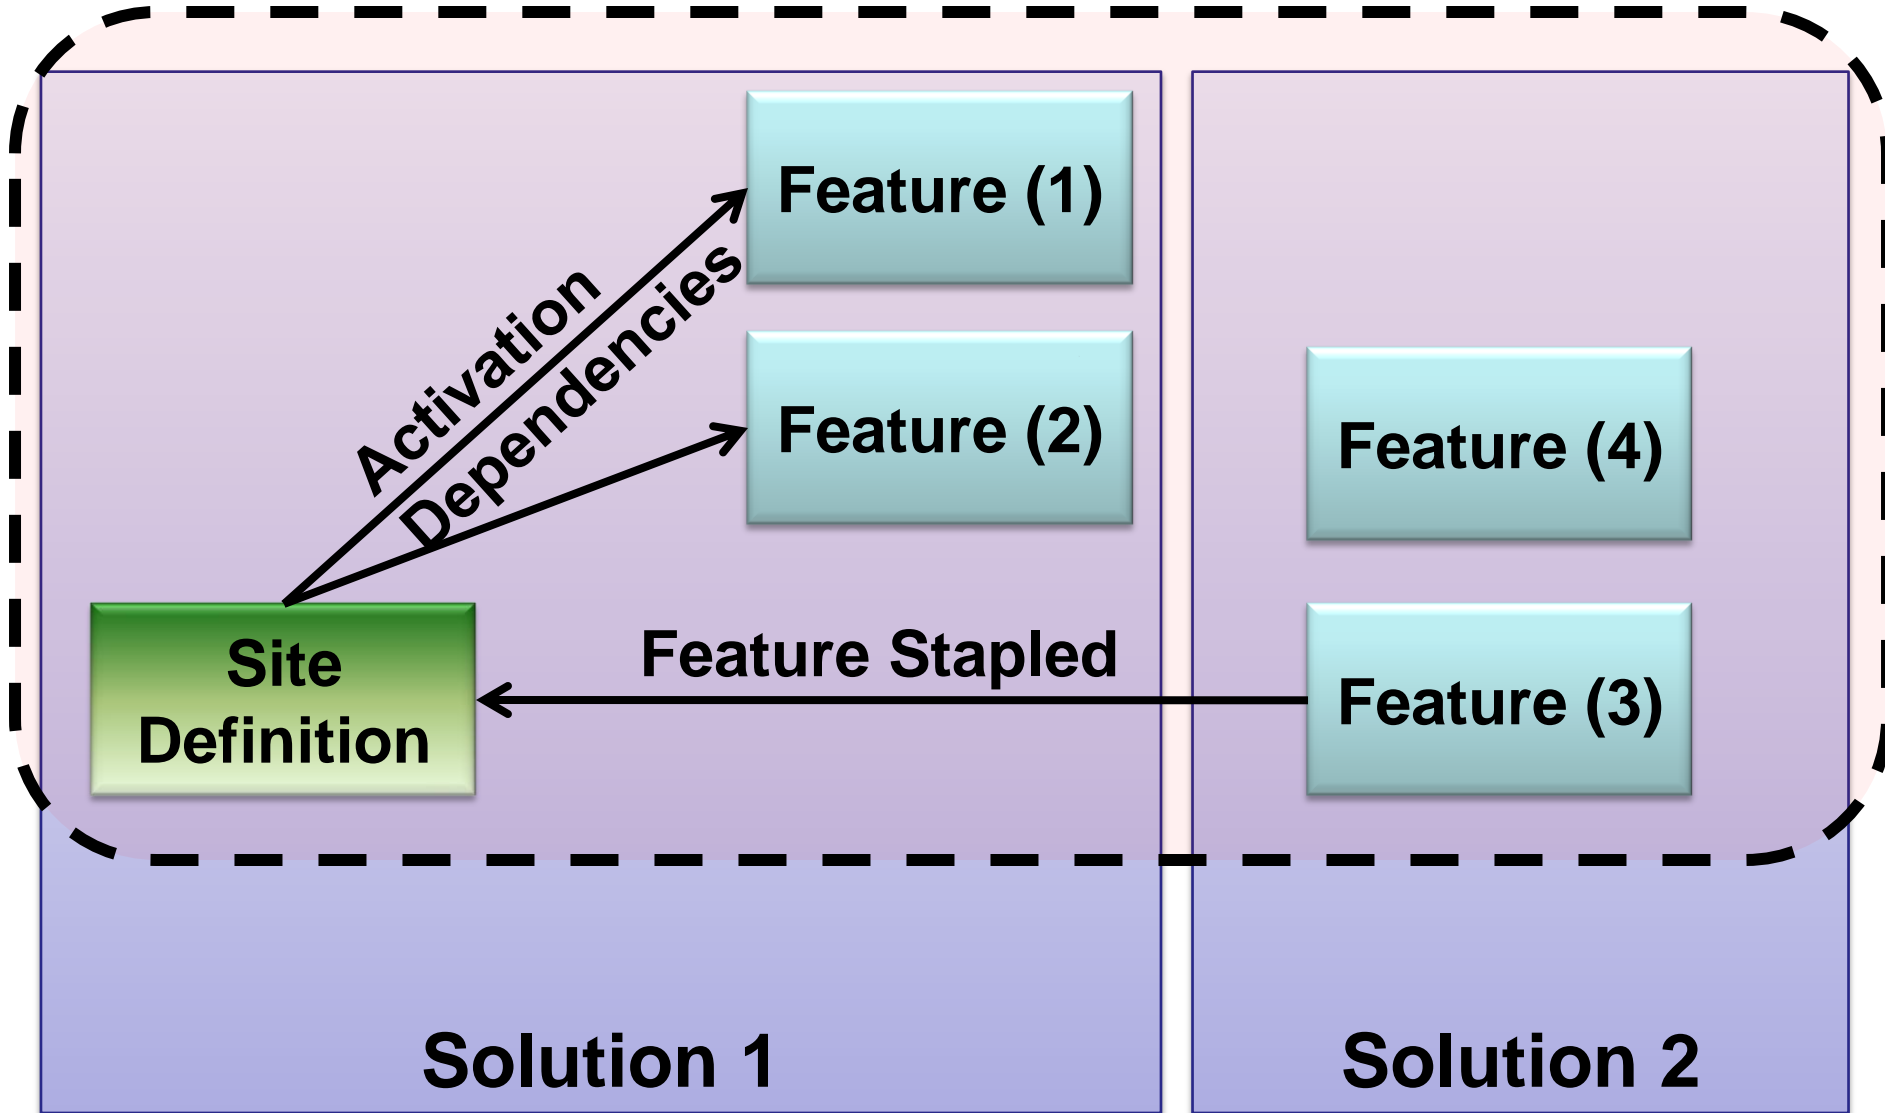 Feature (1)
Activation
Dependencies
Feature (2)
Feature (4)
Site
Definition
Feature Stapled
Feature (3)
Solution 1
Solution 2